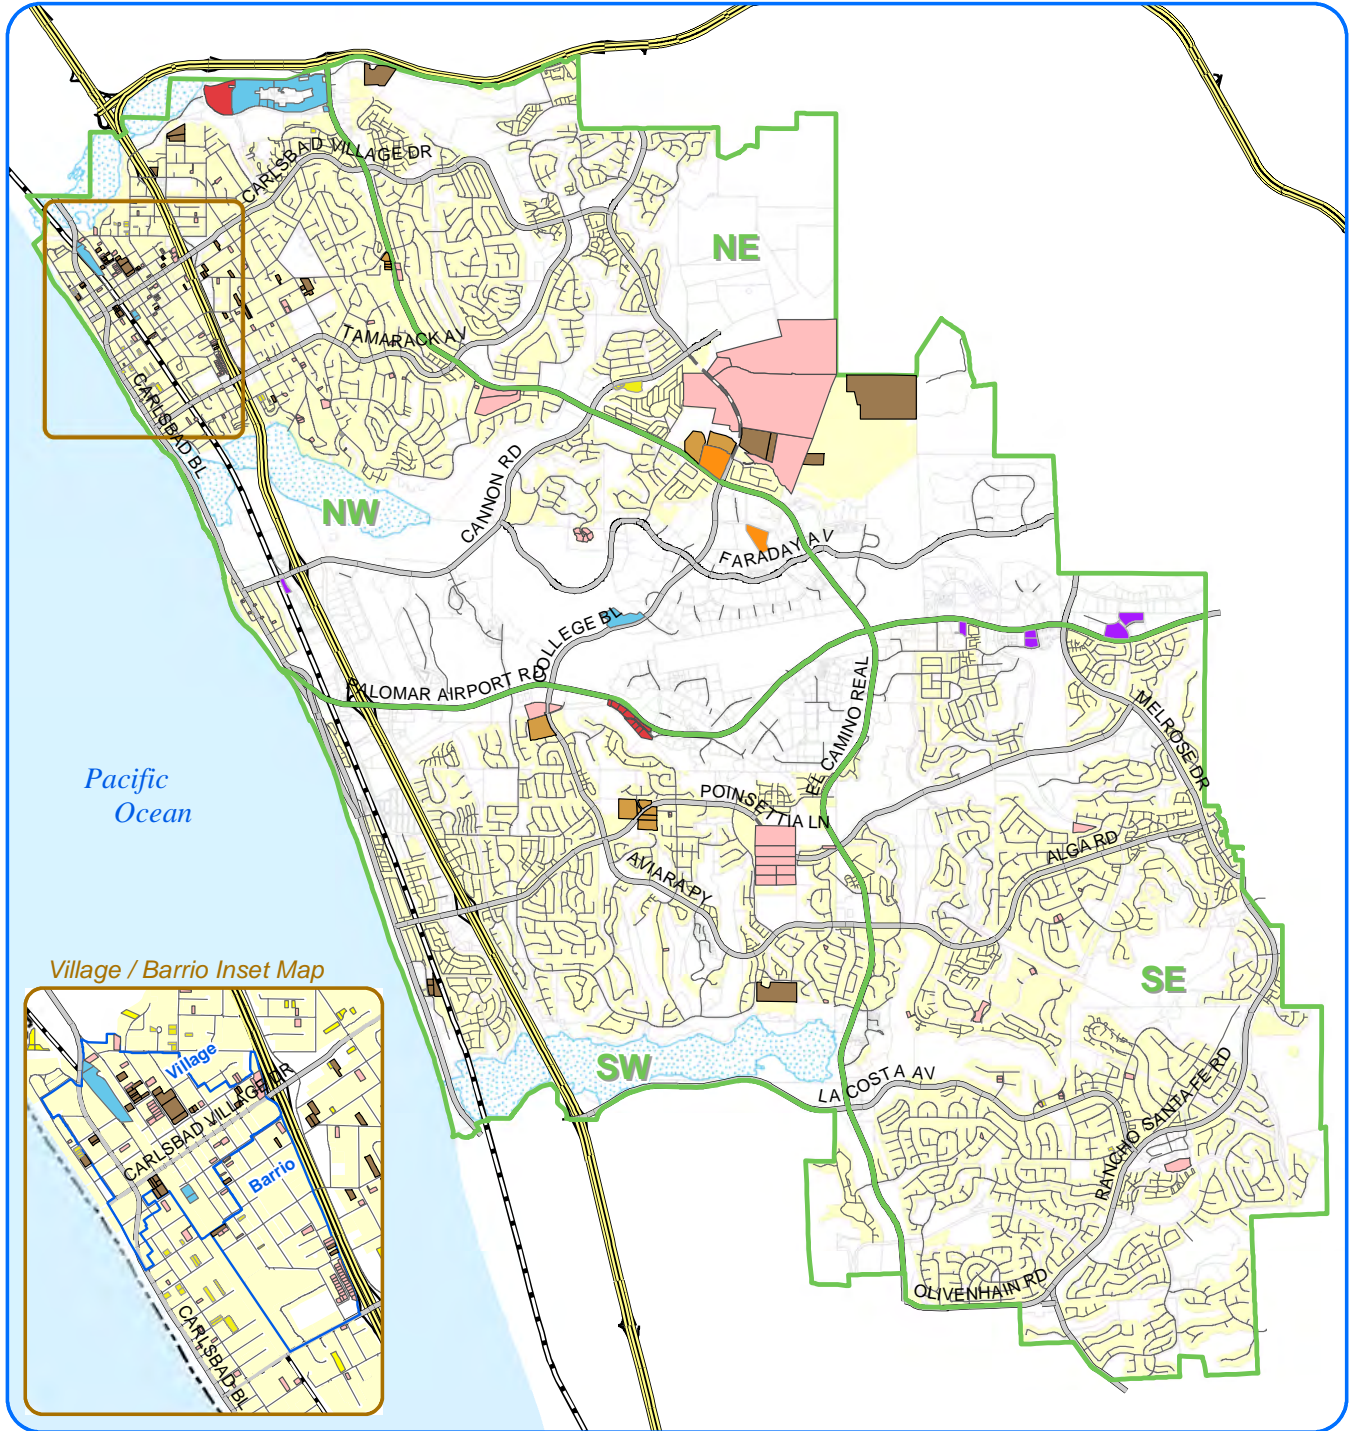 CARLSBAD VILLAGE DR
NE
TAMARACK AV
CARLSBAD BL
NW
CANNON RD
FARADAY AV
COLLEGE BL
PALOMAR AIRPORT RD
EL CAMINO REAL
MELROSE DR
Pacific
Ocean
POINSETTIA LN
ALGA RD
AVIARA PY
Village / Barrio Inset Map
SE
SW
LA COSTA AV
RANCHO SANTA FE RD
OLIVENHAIN RD
Village
CARLSBAD VILLAGE DR
Barrio
CARLSBAD BL